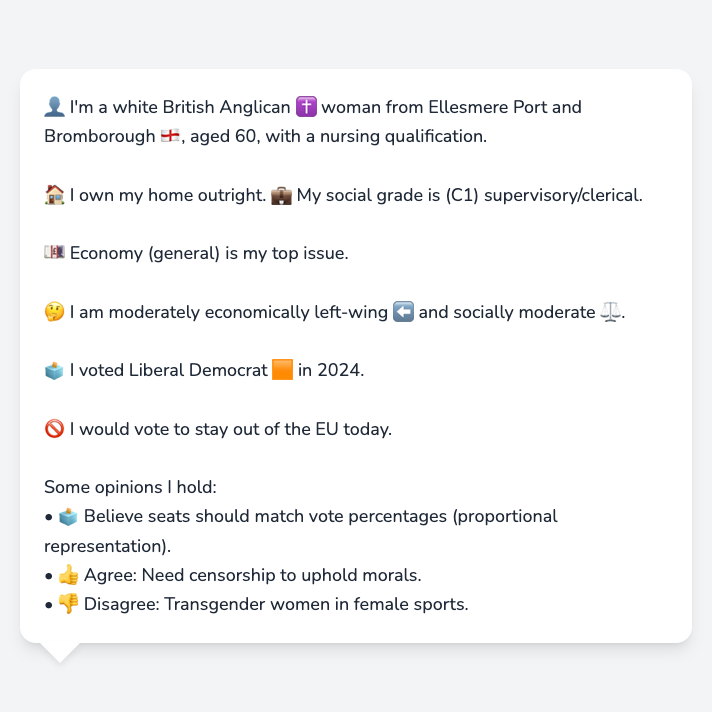 👤 I'm a white British Anglican ✝️ woman from Ellesmere Port and
Bromborough 🏴󠁧󠁢󠁥󠁮󠁧󠁿, aged 60, with a nursing qualification.
🏠 I own my home outright. 💼 My social grade is (C1) supervisory/clerical.
💷 Economy (general) is my top issue.
🤔 I am moderately economically left-wing ⬅️ and socially moderate ⚖️.
🗳️ I voted Liberal Democrat 🟧 in 2024.
🚫 I would vote to stay out of the EU today.
Some opinions I hold:
• 🗳️ Believe seats should match vote percentages (proportional
representation).
• 👍 Agree: Need censorship to uphold morals.
• 👎 Disagree: Transgender women in female sports.